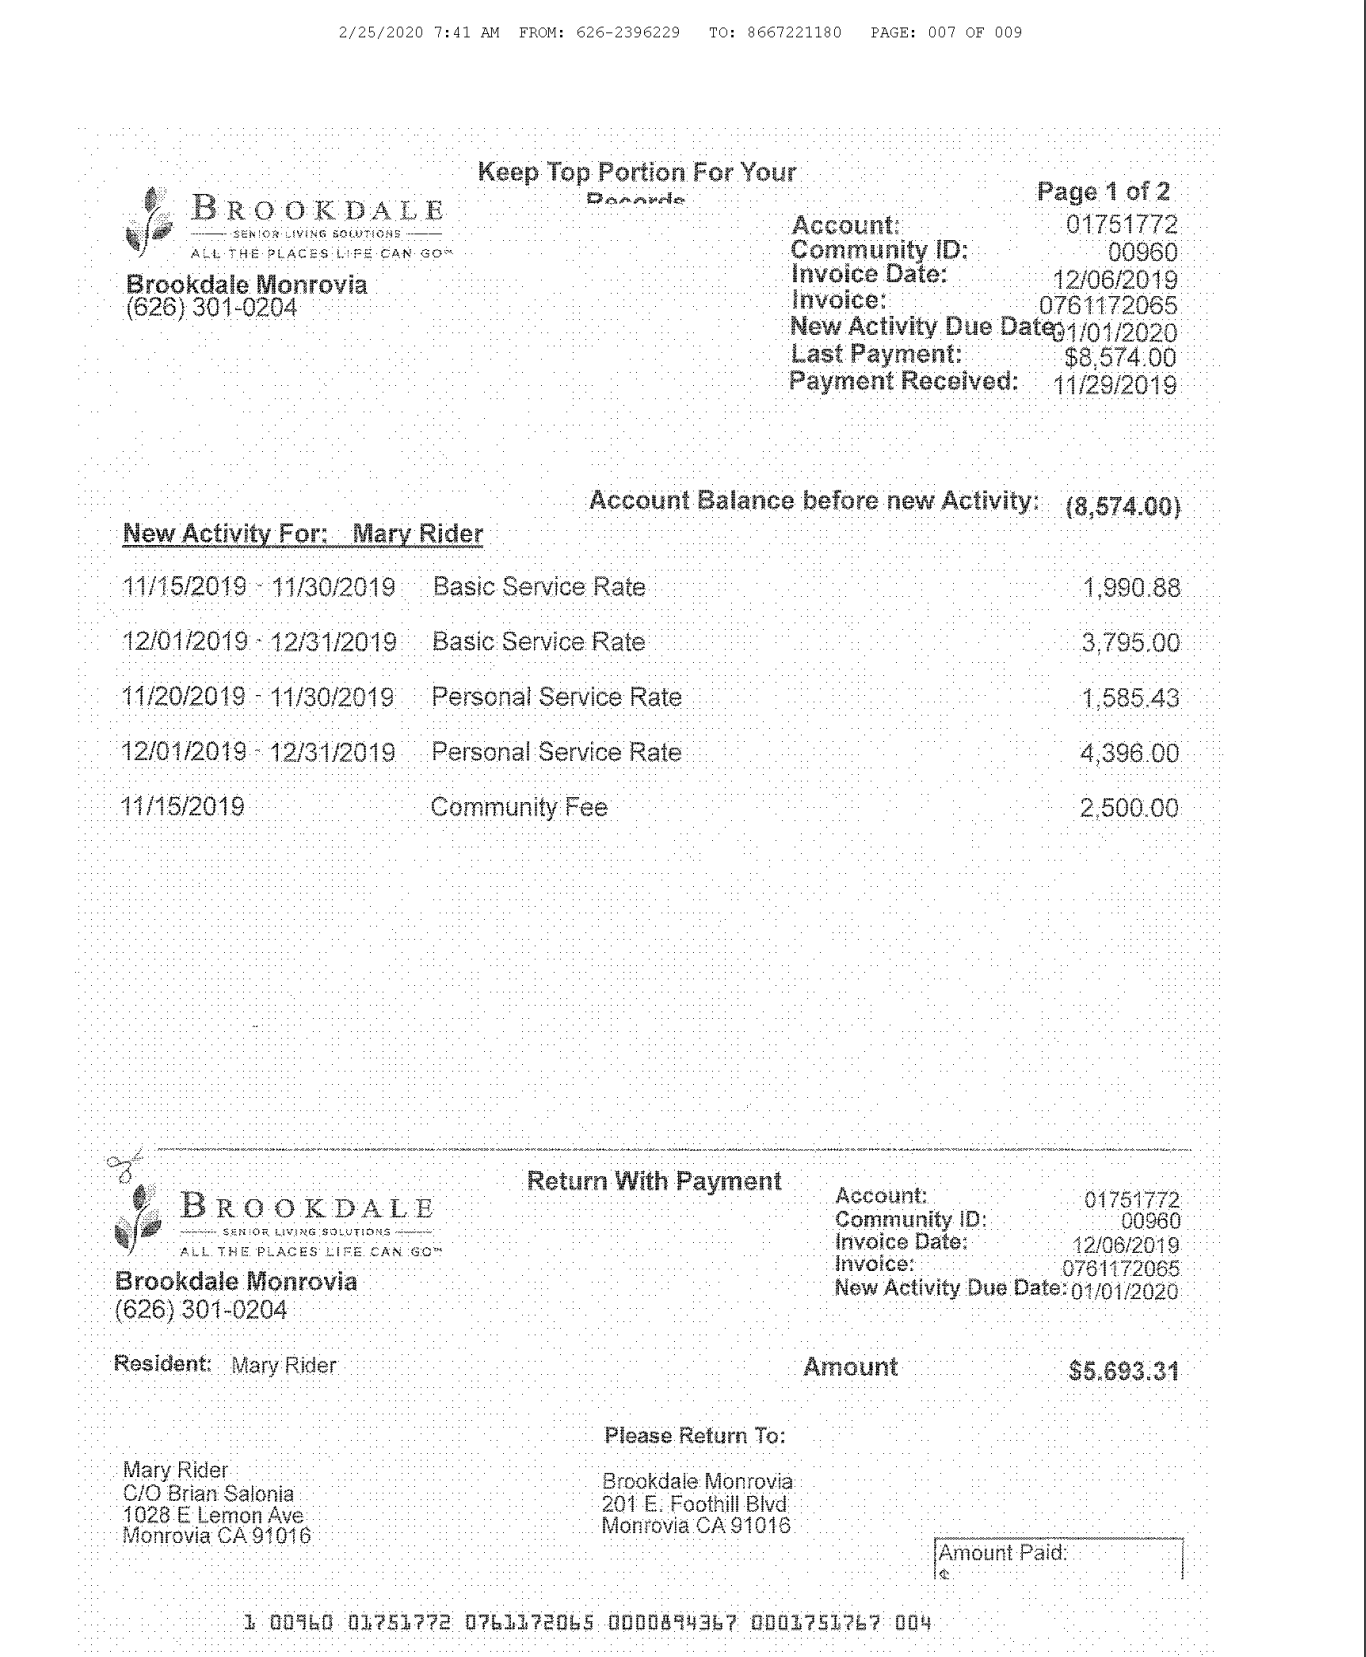 2/25/2020 7:41 AM FROM: 626-2396229 TO: 8667221180 PAGE: 007 OF 009
Keep Top Portion For Your
Records
Page 1 of 2
BROOKDALE
SENIOR LIVING SOLUTIONS
ALL THE PLACES LIFE CAN GO™
Brookdale Monrovia
(626) 301-0204
Account: 01751772
Community ID: 00960
Invoice Date: 12/06/2019
Invoice: 0761172065
New Activity Due Date: 01/01/2020
Last Payment: $8,574.00
Payment Received: 11/29/2019
Account Balance before new Activity: (8,574.00)
New Activity For: Mary Rider
11/15/2019 - 11/30/2019 Basic Service Rate 1,990.88
12/01/2019 - 12/31/2019 Basic Service Rate 3,795.00
11/20/2019 - 11/30/2019 Personal Service Rate 1,585.43
12/01/2019 - 12/31/2019 Personal Service Rate 4,396.00
11/15/2019 Community Fee 2,500.00
Return With Payment
BROOKDALE
SENIOR LIVING SOLUTIONS
ALL THE PLACES LIFE CAN GO™
Brookdale Monrovia
(626) 301-0204
Account: 01751772
Community ID: 00960
Invoice Date: 12/06/2019
Invoice: 0761172065
New Activity Due Date: 01/01/2020
Resident: Mary Rider
Amount $5.693.31
Please Return To:
Mary Rider
C/O Brian Salonia
1028 E Lemon Ave
Monrovia CA 91016
Brookdale Monrovia
201 E. Foothill Blvd
Monrovia CA 91016
Amount Paid:
$
1 00960 01751772 0761172065 0000894367 0001751767 004